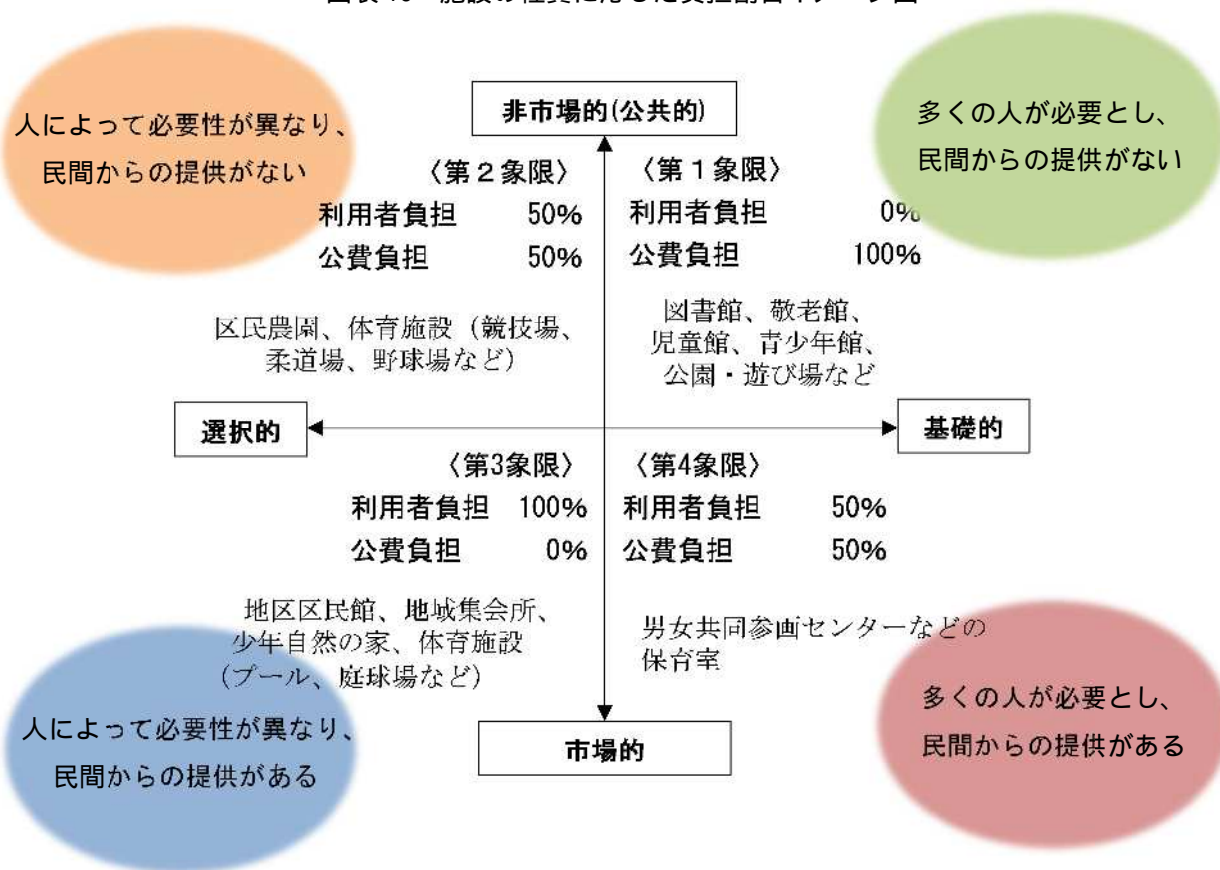 非市場的(公共的)
人によって必要性が異なり、
民間からの提供がない
多くの人が必要とし、
民間からの提供がない
〈第２象限〉
利用者負担 50%
公費負担 50%
〈第１象限〉
利用者負担 0%
公費負担 100%
区民農園、体育施設（競技場、
柔道場、野球場など）
図書館、敬老館、
児童館、青少年館、
公園・遊び場など
選択的
基礎的
〈第3象限〉
利用者負担 100%
公費負担 0%
〈第4象限〉
利用者負担 50%
公費負担 50%
地区区民館、地域集会所、
少年自然の家、体育施設
(プール、庭球場など)
男女共同参画センターなどの
保育室
人によって必要性が異なり、
民間からの提供がある
多くの人が必要とし、
民間からの提供がある
市場的